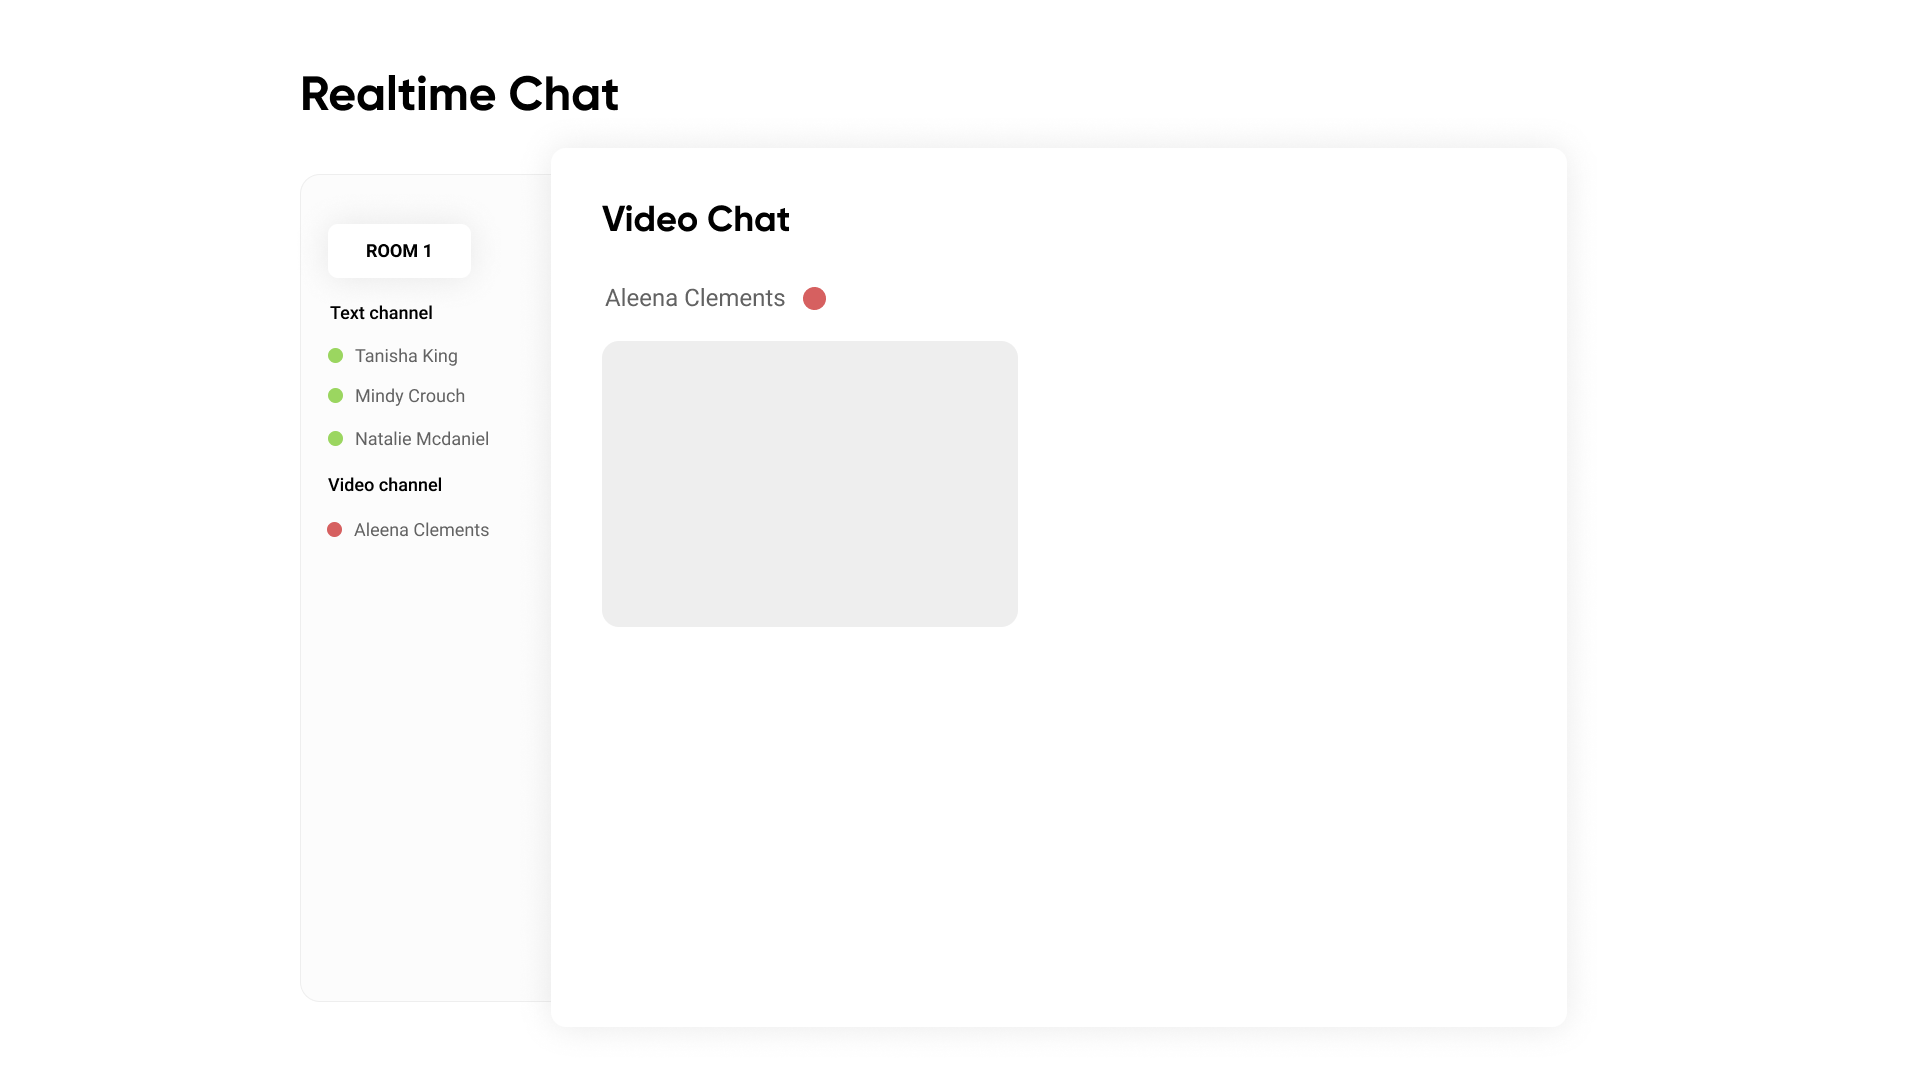 Realtime Chat
ROOM 1
Text channel
Tanisha King
Mindy Crouch
Natalie Mcdaniel
Video channel
Aleena Clements
Video Chat
Aleena Clements